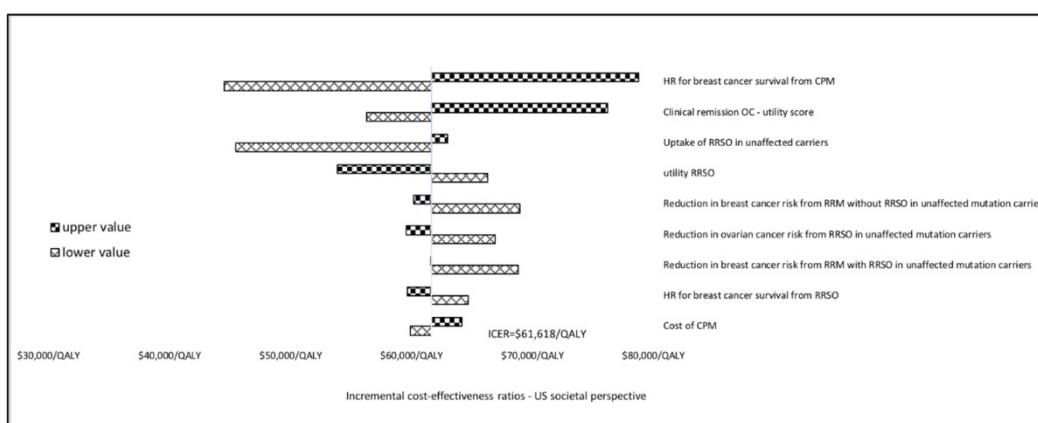 HR for breast cancer survival from CPM
Clinical remission OC - utility score
Uptake of RRSO in unaffected carriers
utility RRSO
Reduction in breast cancer risk from RRM without RRSO in unaffected mutation carrie
upper value
Reduction in ovarian cancer risk from RRSO in unaffected mutation carriers
lower value
Reduction in breast cancer risk from RRM with RRSO in unaffected mutation carriers
HR for breast cancer survival from RRSO
Cost of CPM
ICER=$61,618/QALY
$30,000/QALY $40,000/QALY $50,000/QALY $60,000/QALY $70,000/QALY $80,000/QALY
Incremental cost-effectiveness ratios - US societal perspective